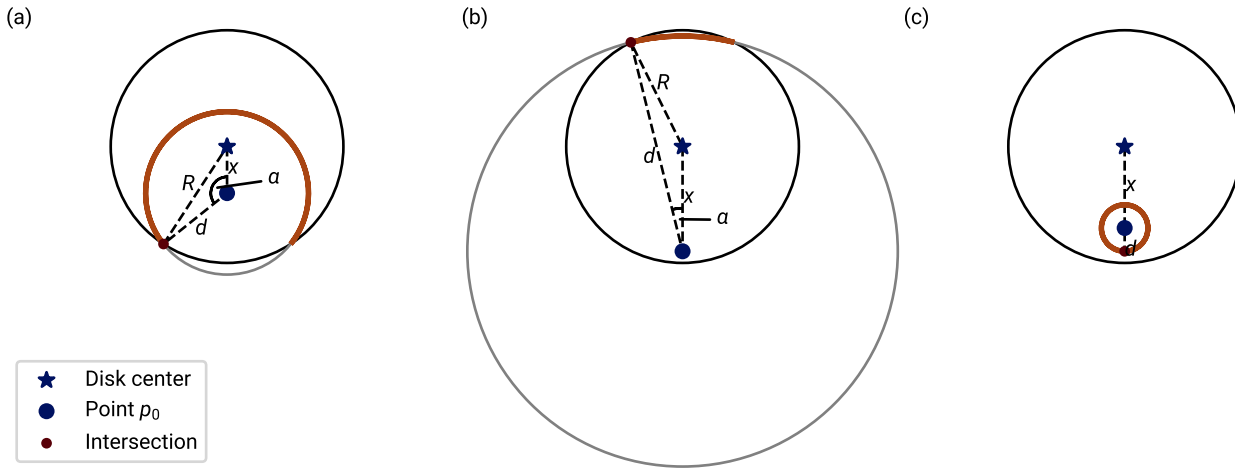 (a)
(b)
(c)
R
x
α
d
R
d
x
α
x
d
Disk center
Point p₀
Intersection